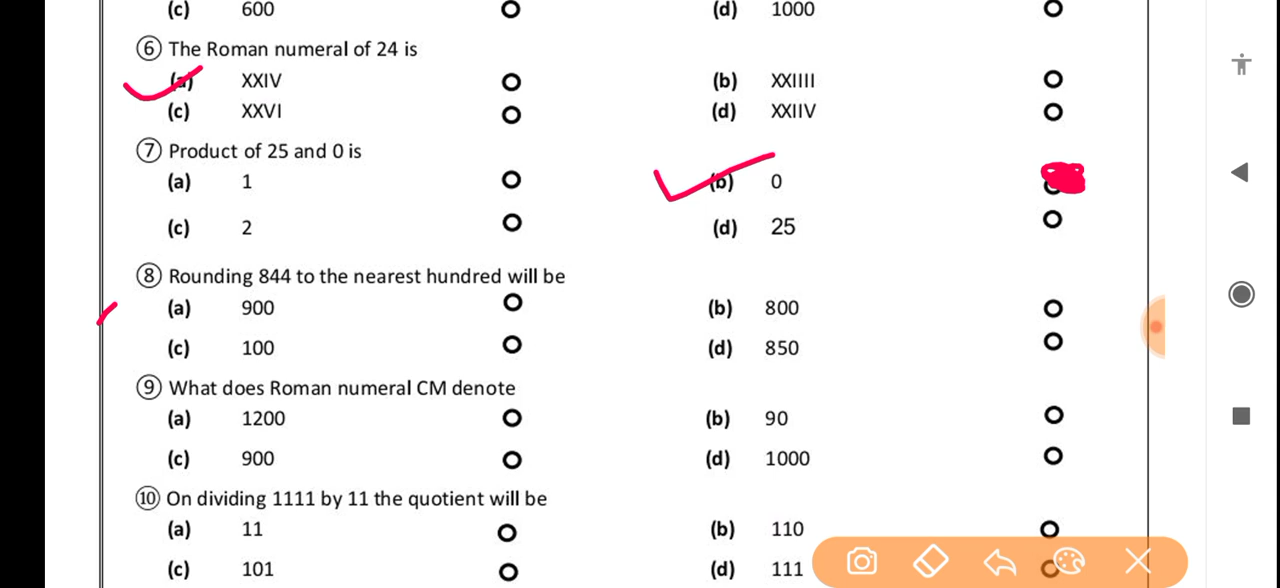 (c) 600 (d) 1000
⑥ The Roman numeral of 24 is
(a) XXIV (b) XXIIII
(c) XXVI (d) XXIIV
⑦ Product of 25 and 0 is
(a) 1 (b) 0
(c) 2 (d) 25
⑧ Rounding 844 to the nearest hundred will be
(a) 900 (b) 800
(c) 100 (d) 850
⑨ What does Roman numeral CM denote
(a) 1200 (b) 90
(c) 900 (d) 1000
⑩ On dividing 1111 by 11 the quotient will be
(a) 11 (b) 110
(c) 101 (d) 111